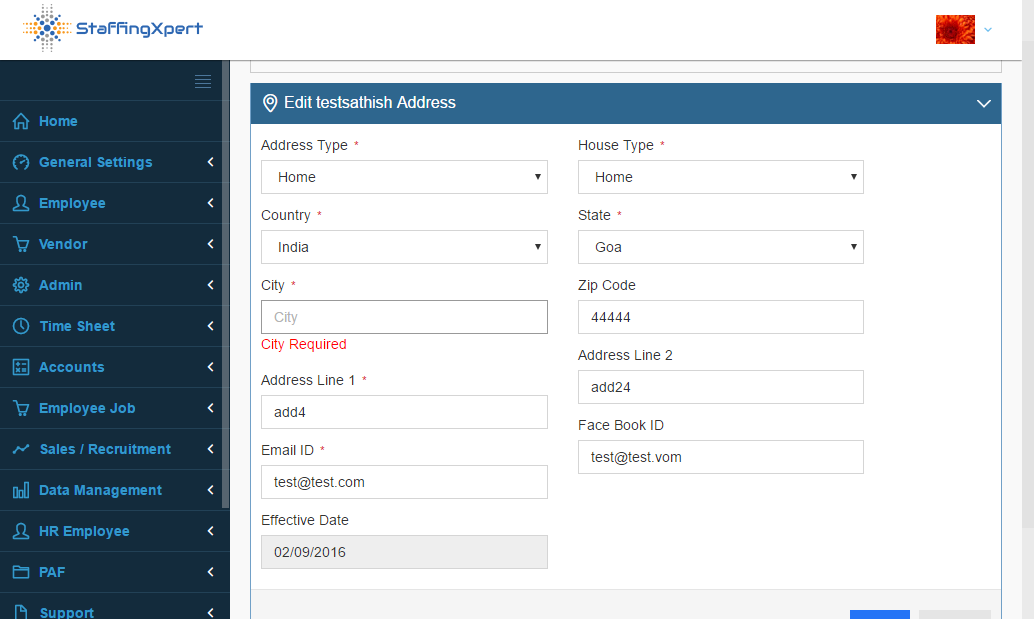 StaffingXpert
Home
General Settings
Employee
Vendor
Admin
Time Sheet
Accounts
Employee Job
Sales / Recruitment
Data Management
HR Employee
PAF
Support
Edit testsathish Address
Address Type *
Home
House Type *
Home
Country *
India
State *
Goa
City *
City
City Required
Zip Code
44444
Address Line 1 *
add4
Address Line 2
add24
Email ID *
test@test.com
Face Book ID
test@test.vom
Effective Date
02/09/2016